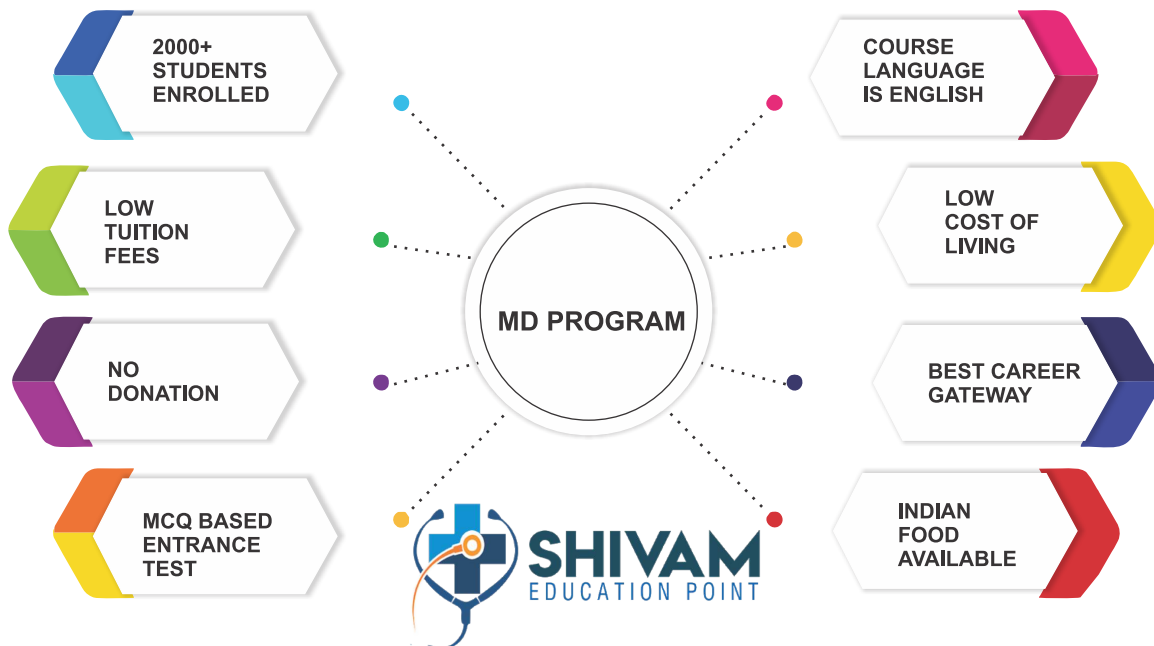 2000+
STUDENTS
ENROLLED
LOW
TUITION
FEES
NO
DONATION
MCQ BASED
ENTRANCE
TEST
MD PROGRAM
COURSE
LANGUAGE
IS ENGLISH
LOW
COST OF
LIVING
BEST CAREER
GATEWAY
INDIAN
FOOD
AVAILABLE
SHIVAM
EDUCATION POINT